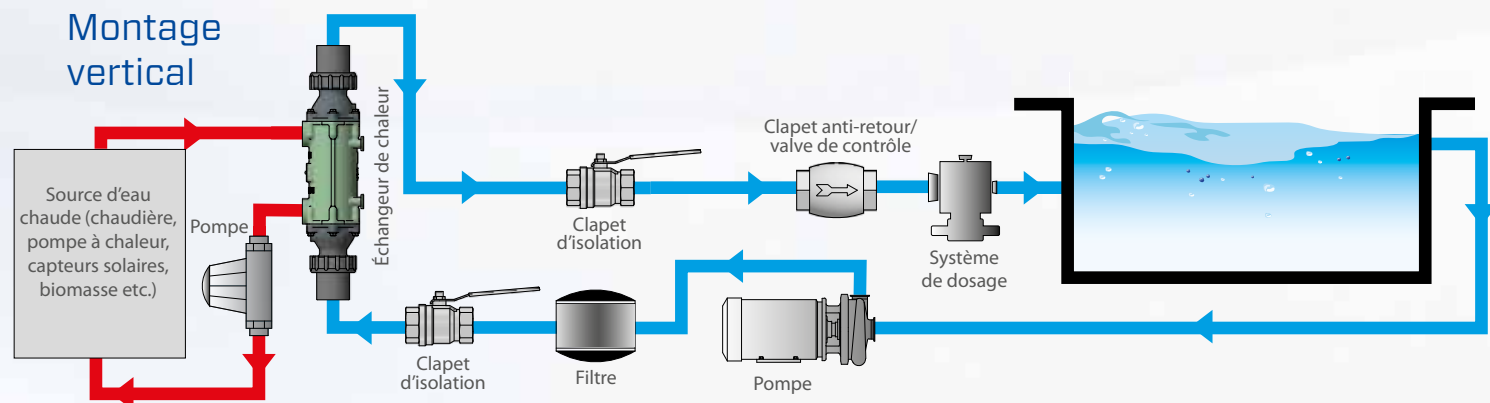 Montage
vertical
Source d'eau
chaude (chaudière,
pompe à chaleur,
capteurs solaires,
biomasse etc.)
Pompe
Échangeur de chaleur
Clapet
d'isolation
Clapet anti-retour/
valve de contrôle
Système
de dosage
Clapet
d'isolation
Filtre
Pompe